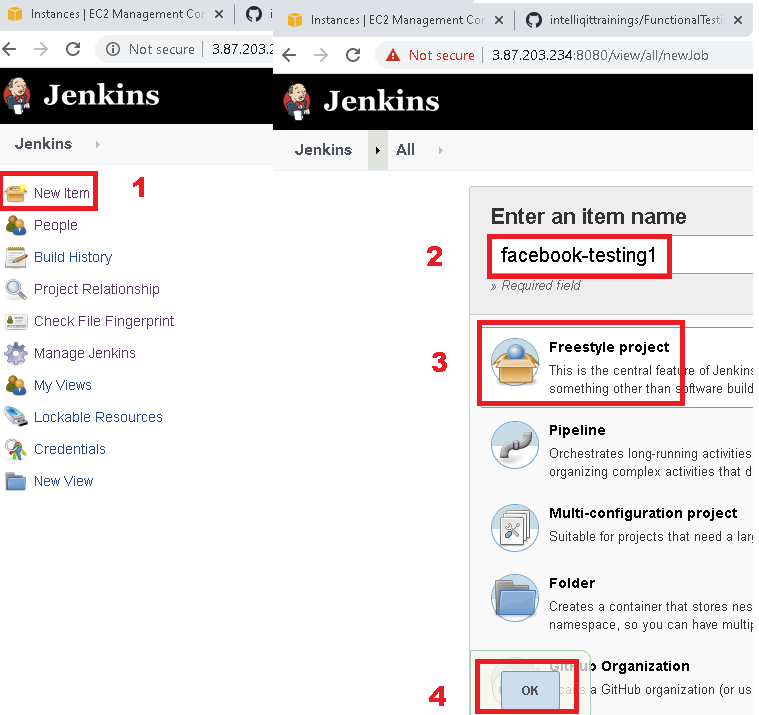 Instances | EC2 Management Con
Not secure | 3.87.203.2
Jenkins
Jenkins
New Item
1
People
Build History
Project Relationship
Check File Fingerprint
Manage Jenkins
My Views
Lockable Resources
Credentials
New View
Instances | EC2 Management Con
intelliqittrainings/FunctionalTesti
Not secure | 3.87.203.234:8080/view/all/newJob
Jenkins
Jenkins
All
Enter an item name
2
facebook-testing1
» Required field
3
Freestyle project
This is the central feature of Jenkins
something other than software build
Pipeline
Orchestrates long-running activities
organizing complex activities that d
Multi-configuration project
Suitable for projects that need a lar
Folder
Creates a container that stores nes
namespace, so you can have multip
GitHub Organization
4
OK
a GitHub organization (or us